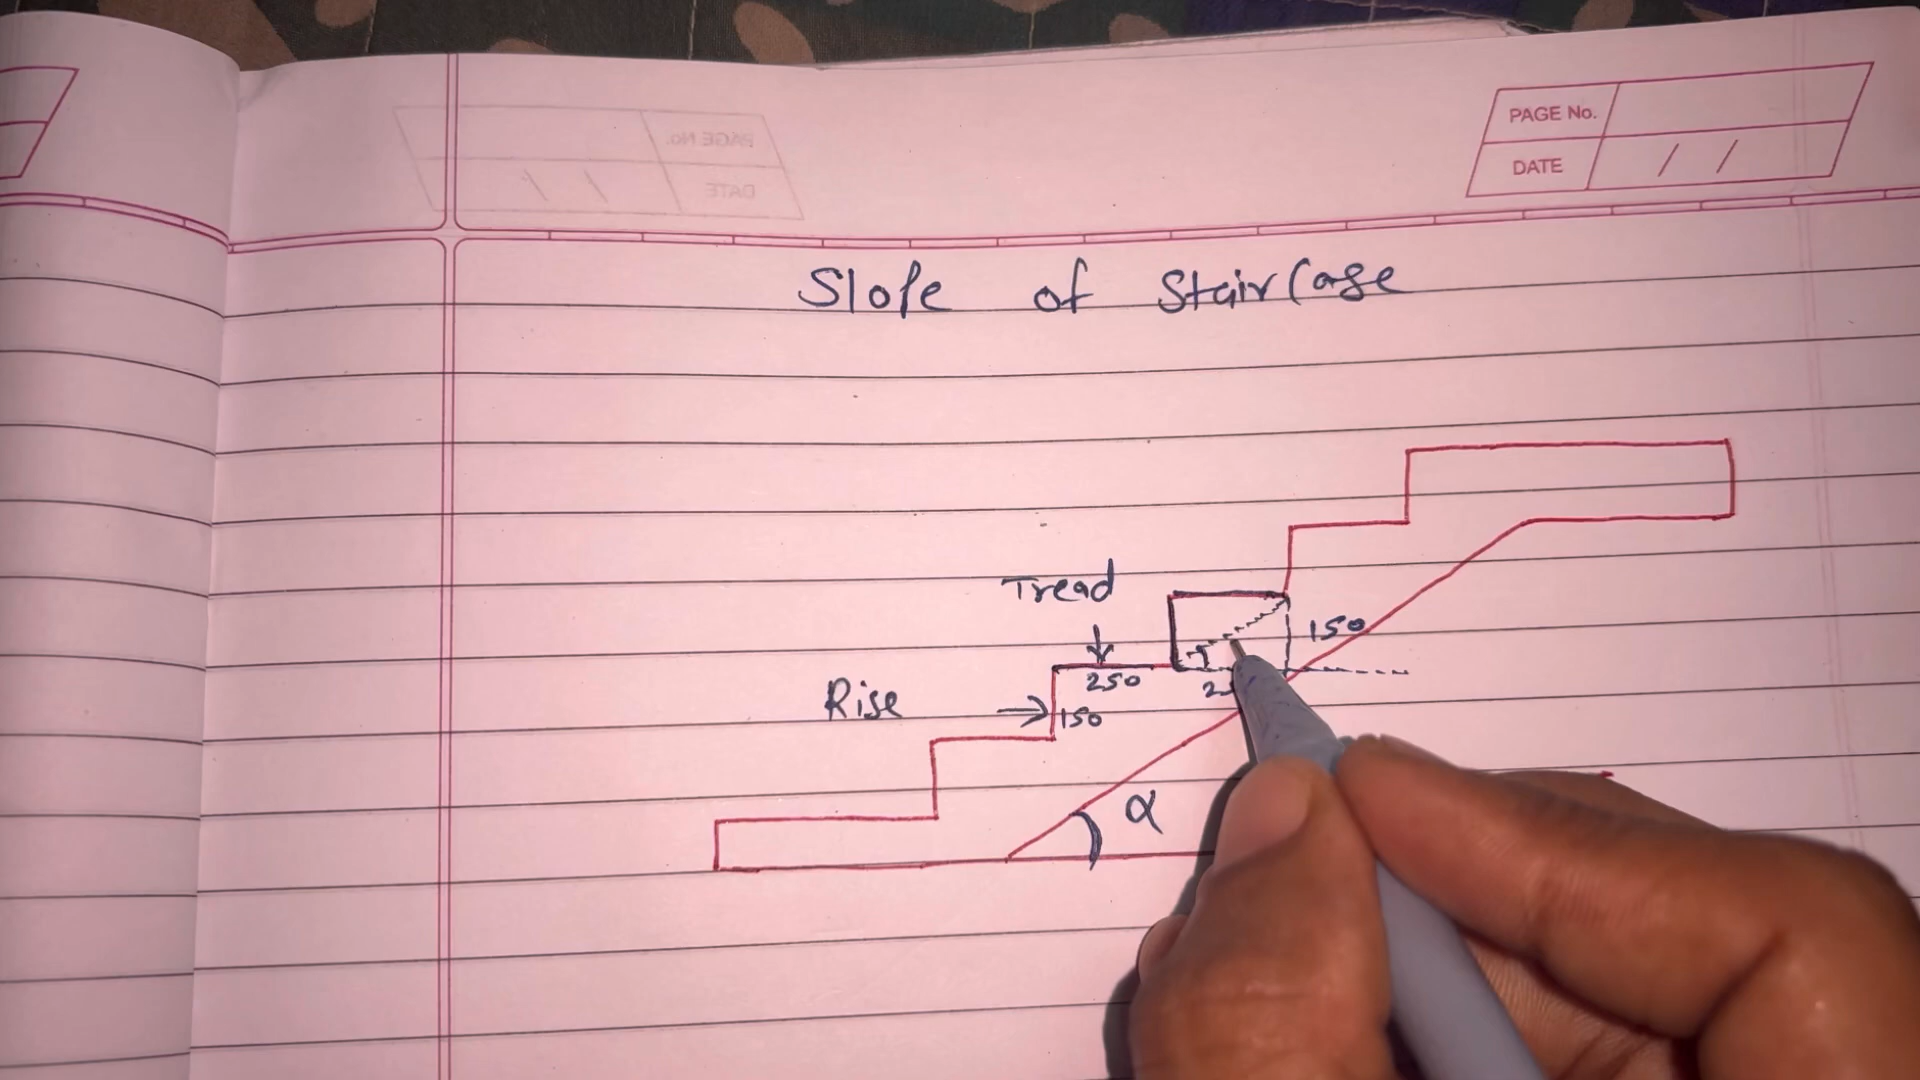 PAGE No.
DATE / /
Slope of Staircase
Tread
250
Rise
150
150
α